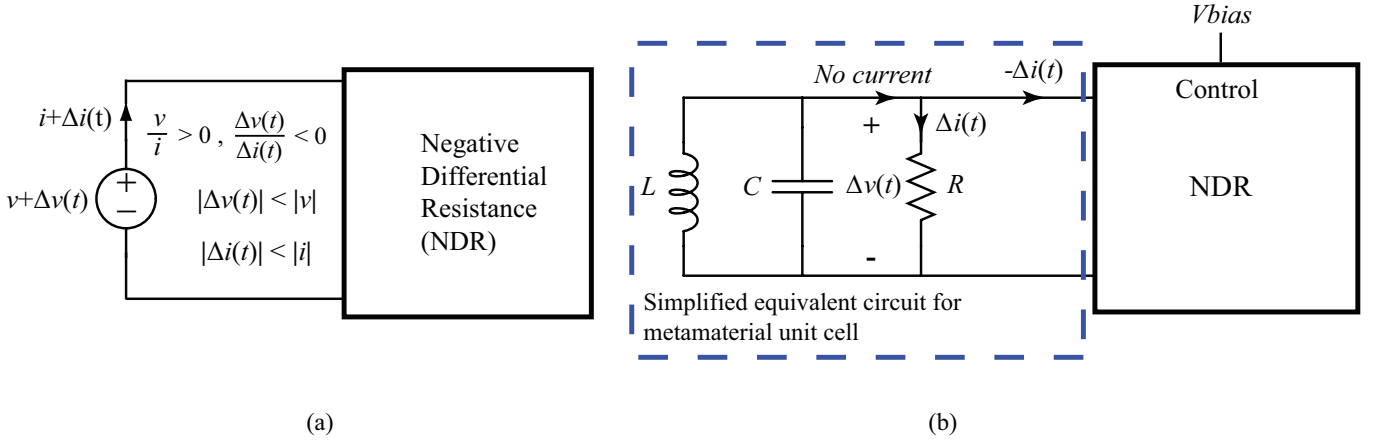 i+Δi(t)
v/i > 0 , Δv(t)/Δi(t) < 0
+
−
v+Δv(t)
|Δv(t)| < |v|
|Δi(t)| < |i|
Negative
Differential
Resistance
(NDR)
(a)
Vbias
No current
-Δi(t)
Control
+
Δi(t)
L
C
Δv(t)
R
NDR
-
Simplified equivalent circuit for
metamaterial unit cell
(b)